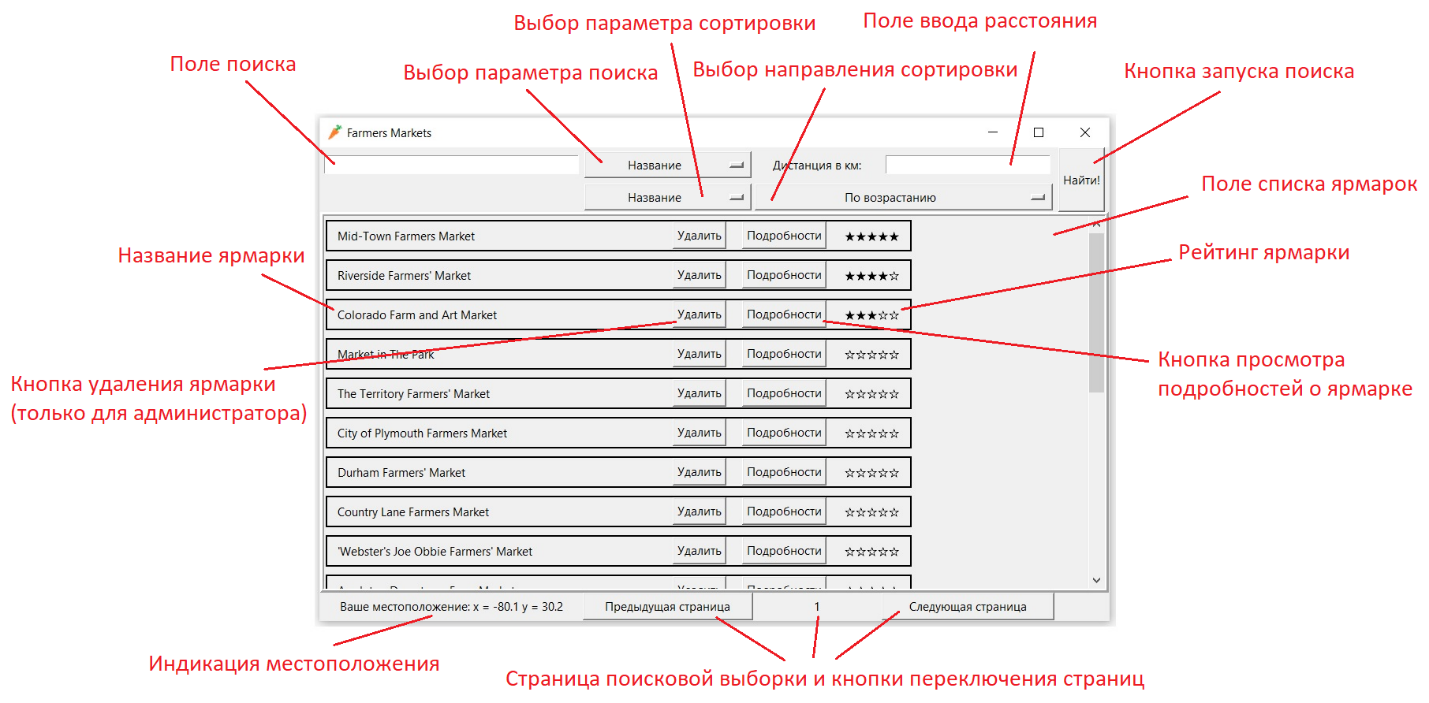 Выбор параметра сортировки
Поле ввода расстояния
Поле поиска
Выбор параметра поиска
Выбор направления сортировки
Кнопка запуска поиска
Farmers Markets
Название
Дистанция в км:
Найти!
Название
По возрастанию
Поле списка ярмарок
Mid-Town Farmers Market Удалить Подробности ★★★★★
Название ярмарки
Рейтинг ярмарки
Riverside Farmers' Market Удалить Подробности ★★★★☆
Colorado Farm and Art Market Удалить Подробности ★★★☆☆
Market in The Park Удалить Подробности ☆☆☆☆☆
Кнопка просмотра
подробностей о ярмарке
Кнопка удаления ярмарки
(только для администратора)
The Territory Farmers' Market Удалить Подробности ☆☆☆☆☆
City of Plymouth Farmers Market Удалить Подробности ☆☆☆☆☆
Durham Farmers' Market Удалить Подробности ☆☆☆☆☆
Country Lane Farmers Market Удалить Подробности ☆☆☆☆☆
'Webster's Joe Obbie Farmers' Market Удалить Подробности ☆☆☆☆☆
Ваше местоположение: x = -80.1 y = 30.2
Предыдущая страница
1
Следующая страница
Индикация местоположения
Страница поисковой выборки и кнопки переключения страниц